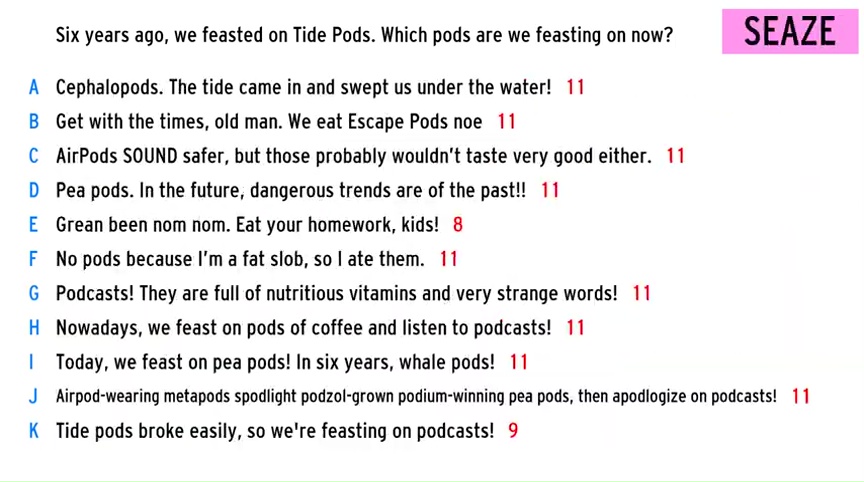 Six years ago, we feasted on Tide Pods. Which pods are we feasting on now?
SEAZE
A Cephalopods. The tide came in and swept us under the water! 11
B Get with the times, old man. We eat Escape Pods noe 11
C AirPods SOUND safer, but those probably wouldn't taste very good either. 11
D Pea pods. In the future, dangerous trends are of the past!! 11
E Grean been nom nom. Eat your homework, kids! 8
F No pods because I'm a fat slob, so I ate them. 11
G Podcasts! They are full of nutritious vitamins and very strange words! 11
H Nowadays, we feast on pods of coffee and listen to podcasts! 11
I Today, we feast on pea pods! In six years, whale pods! 11
J Airpod-wearing metapods spodlight podzol-grown podium-winning pea pods, then apodlogize on podcasts! 11
K Tide pods broke easily, so we're feasting on podcasts! 9